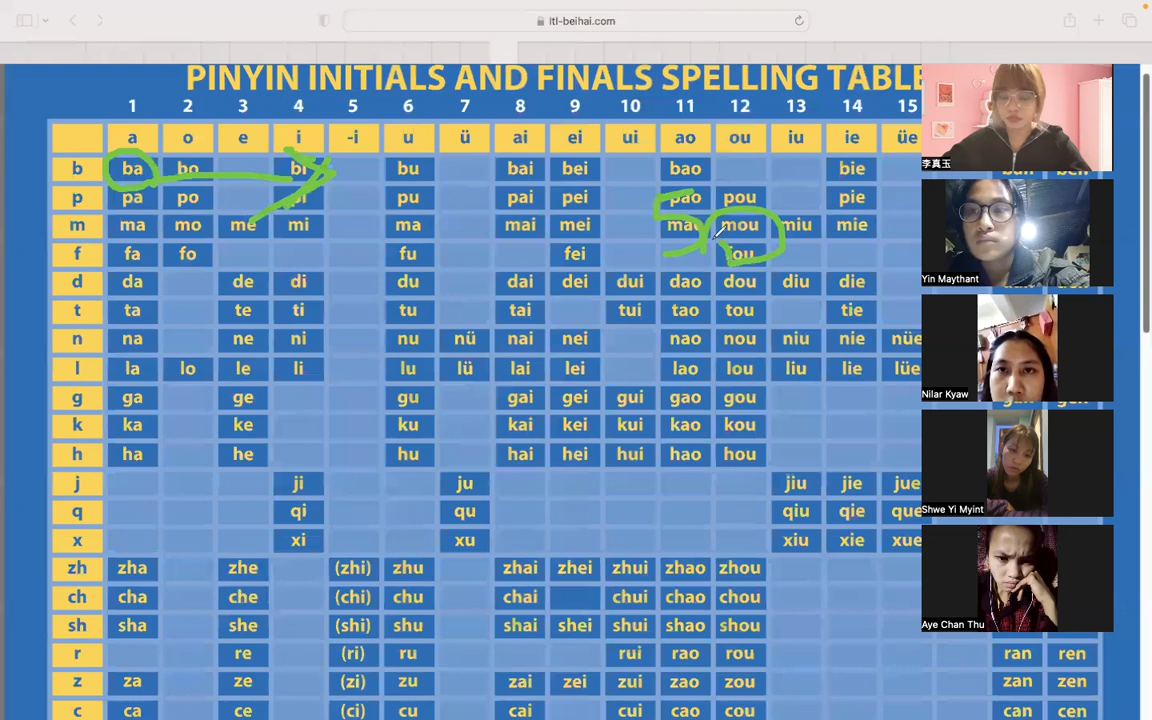 ltl-beihai.com
PINYIN INITIALS AND FINALS SPELLING TABLE
1 2 3 4 5 6 7 8 9 10 11 12 13 14 15
a o e i -i u ü ai ei ui ao ou iu ie üe
b ba bo bi bu bai bei bao bie
p pa po pi pu pai pei pao pou pie
m ma mo me mi ma mai mei mao mou miu mie
f fa fo fu fei fou
d da de di du dai dei dui dao dou diu die
t ta te ti tu tai tui tao tou tie
n na ne ni nu nü nai nei nao nou niu nie nüe
l la lo le li lu lü lai lei lao lou liu lie lüe
g ga ge gu gai gei gui gao gou
k ka ke ku kai kei kui kao kou
h ha he hu hai hei hui hao hou
j ji ju jiu jie jue
q qi qu qiu qie que
x xi xu xiu xie xue
zh zha zhe (zhi) zhu zhai zhei zhui zhao zhou
ch cha che (chi) chu chai chui chao chou
sh sha she (shi) shu shai shei shui shao shou
r re (ri) ru rui rao rou ran ren
z za ze (zi) zu zai zei zui zao zou zan zen
c ca ce (ci) cu cai cui cao cou can cen
5
李真玉
Yin Maythant
Nilar Kyaw
Shwe Yi Myint
Aye Chan Thu